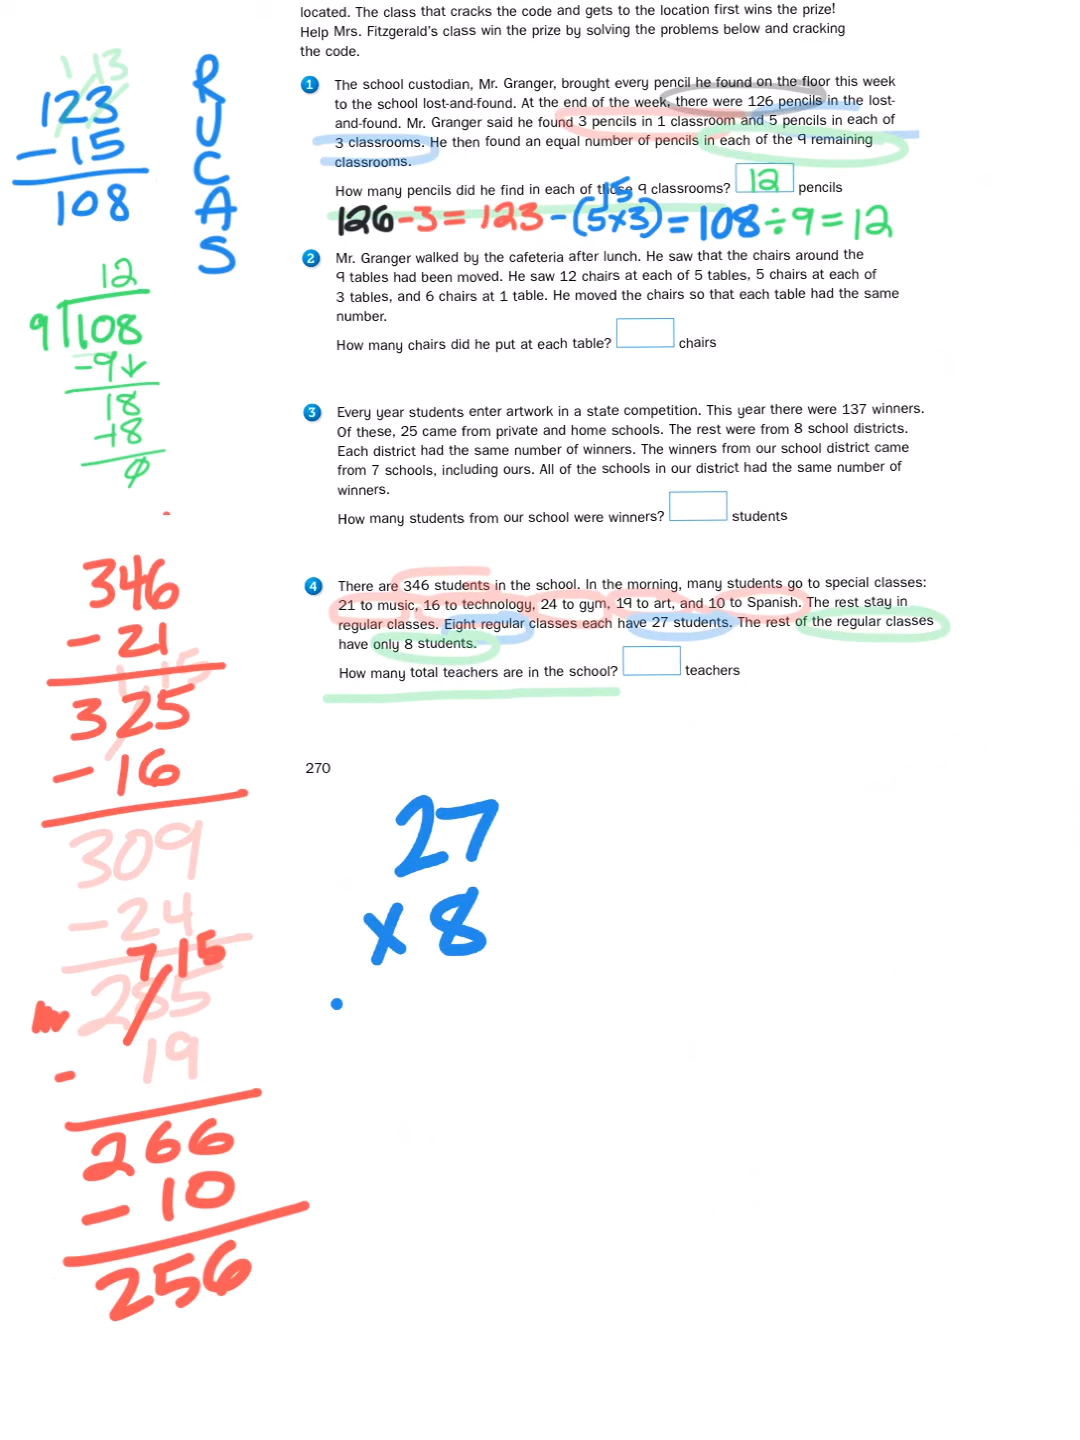 located. The class that cracks the code and gets to the location first wins the prize!
Help Mrs. Fitzgerald's class win the prize by solving the problems below and cracking
the code.
1 The school custodian, Mr. Granger, brought every pencil he found on the floor this week
to the school lost-and-found. At the end of the week, there were 126 pencils in the lost-
and-found. Mr. Granger said he found 3 pencils in 1 classroom and 5 pencils in each of
3 classrooms. He then found an equal number of pencils in each of the 9 remaining
classrooms.
How many pencils did he find in each of those 9 classrooms? 12 pencils
15
126-3=123-(5×3)=108÷9=12
2 Mr. Granger walked by the cafeteria after lunch. He saw that the chairs around the
9 tables had been moved. He saw 12 chairs at each of 5 tables, 5 chairs at each of
3 tables, and 6 chairs at 1 table. He moved the chairs so that each table had the same
number.
How many chairs did he put at each table? chairs
3 Every year students enter artwork in a state competition. This year there were 137 winners.
Of these, 25 came from private and home schools. The rest were from 8 school districts.
Each district had the same number of winners. The winners from our school district came
from 7 schools, including ours. All of the schools in our district had the same number of
winners.
How many students from our school were winners? students
4 There are 346 students in the school. In the morning, many students go to special classes:
21 to music, 16 to technology, 24 to gym, 19 to art, and 10 to Spanish. The rest stay in
regular classes. Eight regular classes each have 27 students. The rest of the regular classes
have only 8 students.
How many total teachers are in the school? teachers
270
1 13
123
-15
108
R
U
C
A
S
12
9 108
-9
18
-18
0
346
-21
1 15
325
-16
309
-24
7 15
285
- 19
266
-10
256
27
×8